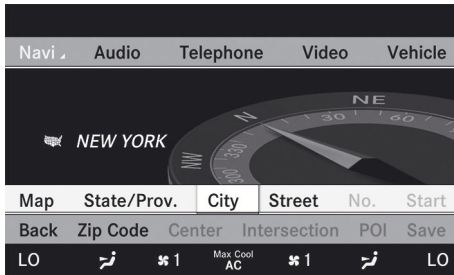 Navi Audio Telephone Video Vehicle
NE
N 30 60
NEW YORK
NW 330
300
Map State/Prov. City Street No. Start
Back Zip Code Center Intersection POI Save
LO 1 Max Cool AC 1 LO